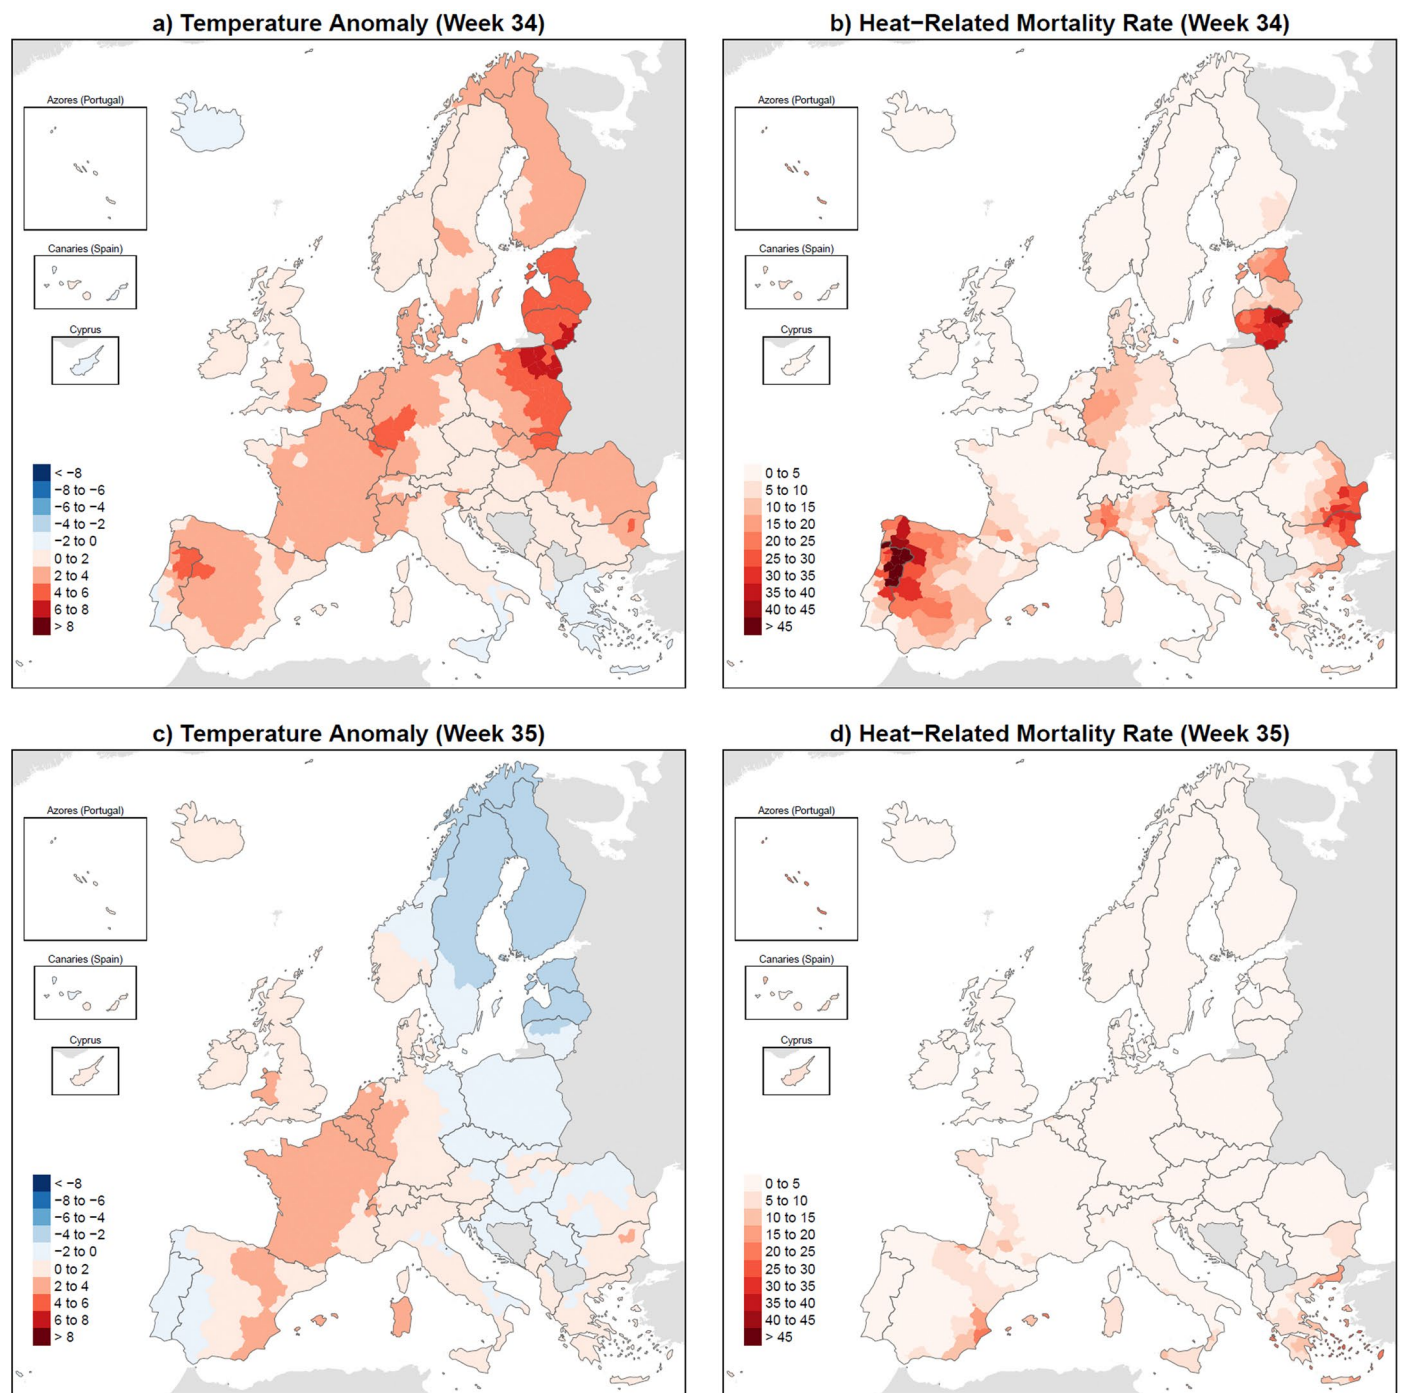 a) Temperature Anomaly (Week 34)
Azores (Portugal)
Canaries (Spain)
Cyprus
< −8
−8 to −6
−6 to −4
−4 to −2
−2 to 0
0 to 2
2 to 4
4 to 6
6 to 8
> 8
b) Heat−Related Mortality Rate (Week 34)
Azores (Portugal)
Canaries (Spain)
Cyprus
0 to 5
5 to 10
10 to 15
15 to 20
20 to 25
25 to 30
30 to 35
35 to 40
40 to 45
> 45
c) Temperature Anomaly (Week 35)
Azores (Portugal)
Canaries (Spain)
Cyprus
< −8
−8 to −6
−6 to −4
−4 to −2
−2 to 0
0 to 2
2 to 4
4 to 6
6 to 8
> 8
d) Heat−Related Mortality Rate (Week 35)
Azores (Portugal)
Canaries (Spain)
Cyprus
0 to 5
5 to 10
10 to 15
15 to 20
20 to 25
25 to 30
30 to 35
35 to 40
40 to 45
> 45